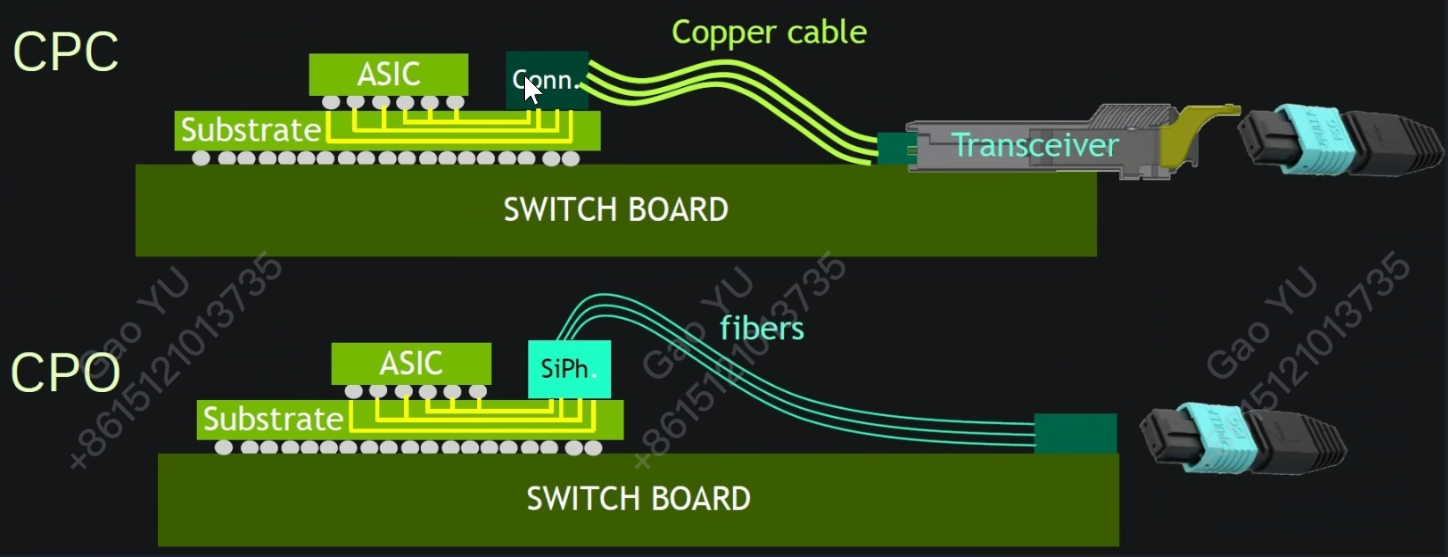 CPC
ASIC
Conn.
Copper cable
Substrate
Transceiver
SWITCH BOARD
Gao YU
+8615121013735
Gao YU
+8615121013735
Gao YU
+8615121013735
CPO
ASIC
SiPh.
fibers
Substrate
SWITCH BOARD